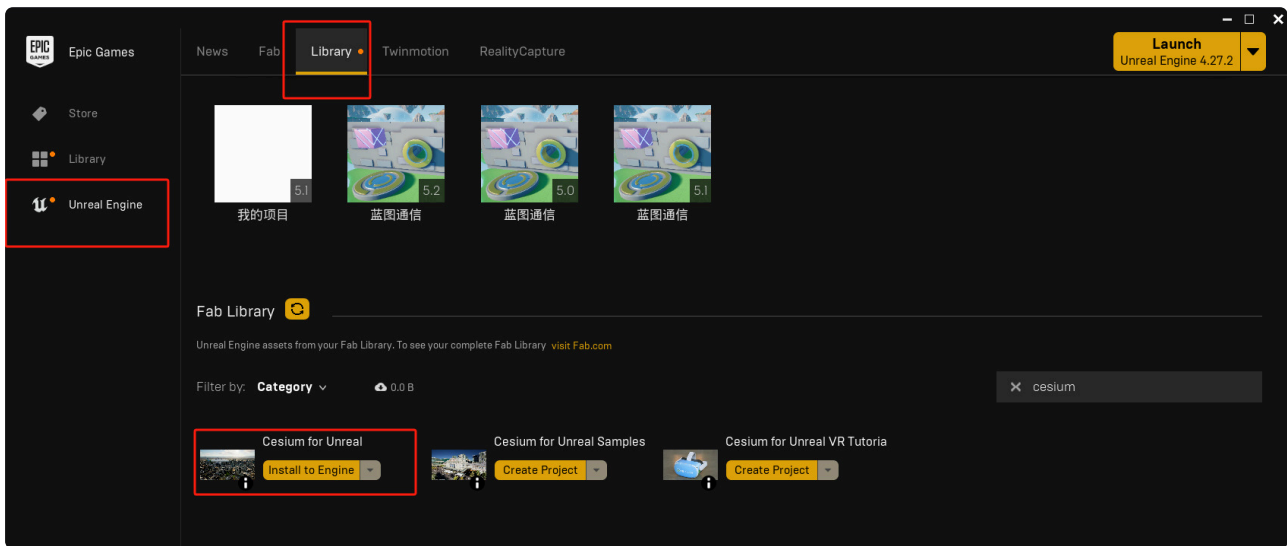 EPIC
GAMES
Epic Games
News
Fab
Library
Twinmotion
RealityCapture
Launch
Unreal Engine 4.27.2
Store
Library
Unreal Engine
5.1
5.2
5.0
5.1
我的项目
蓝图通信
蓝图通信
蓝图通信
Fab Library
Unreal Engine assets from your Fab Library. To see your complete Fab Library visit Fab.com
Filter by: Category
0.0 B
cesium
Cesium for Unreal
Install to Engine
Cesium for Unreal Samples
Create Project
Cesium for Unreal VR Tutoria
Create Project